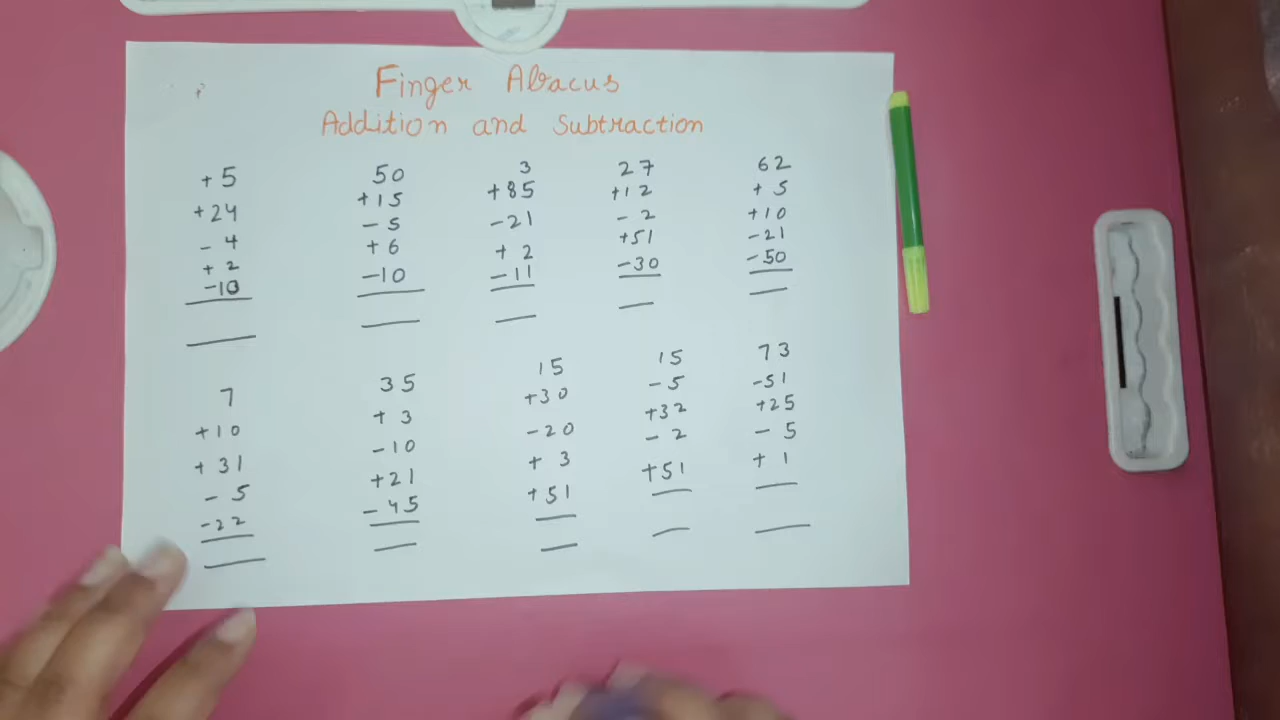 Finger Abacus
Addition and Subtraction
+5 50 3 27 62
+24 +15 +85 +12 +5
-4 -5 -21 -2 +10
+2 +6 +2 +51 -21
-10 -10 -11 -30 -50
7 35 15 15 73
+10 +3 +30 -5 -51
+31 -10 -20 +32 +25
-5 +21 +3 -2 -5
-22 -45 +51 +51 +1